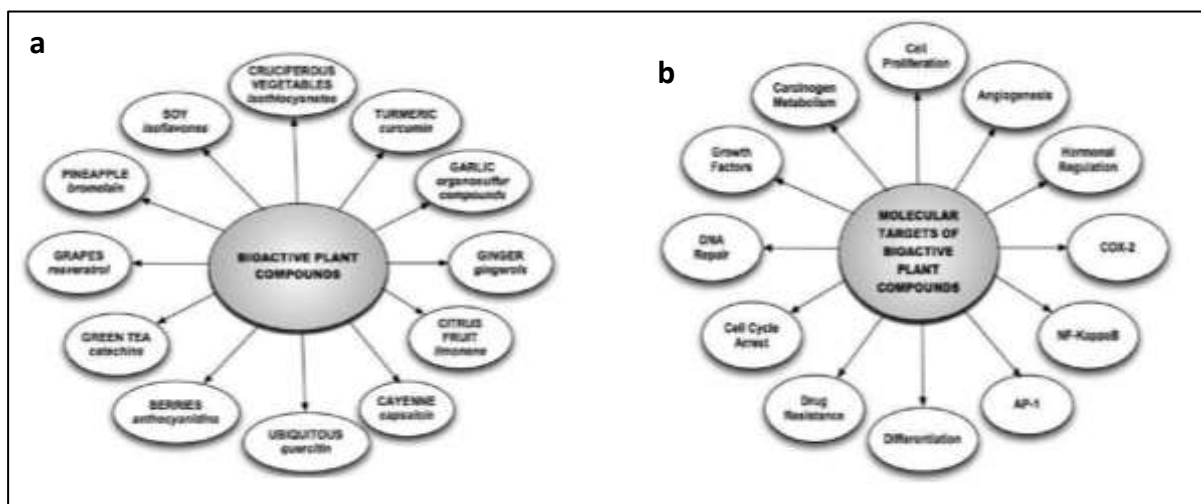 a
CRUCIFEROUS
VEGETABLES
isothiocyanates
TURMERIC
curcumin
GARLIC
organosulfur
compounds
GINGER
gingerols
CITRUS
FRUIT
limonene
CAYENNE
capsaicin
UBIQUITOUS
quercitin
BERRIES
anthocyanidins
GREEN TEA
catechins
GRAPES
resveratrol
PINEAPPLE
bromelain
SOY
isoflavones
BIOACTIVE PLANT
COMPOUNDS
b
Cell
Proliferation
Angiogenesis
Hormonal
Regulation
COX-2
NF-KappaB
AP-1
Differentiation
Drug
Resistance
Cell Cycle
Arrest
DNA
Repair
Growth
Factors
Carcinogen
Metabolism
MOLECULAR
TARGETS OF
BIOACTIVE
PLANT
COMPOUNDS